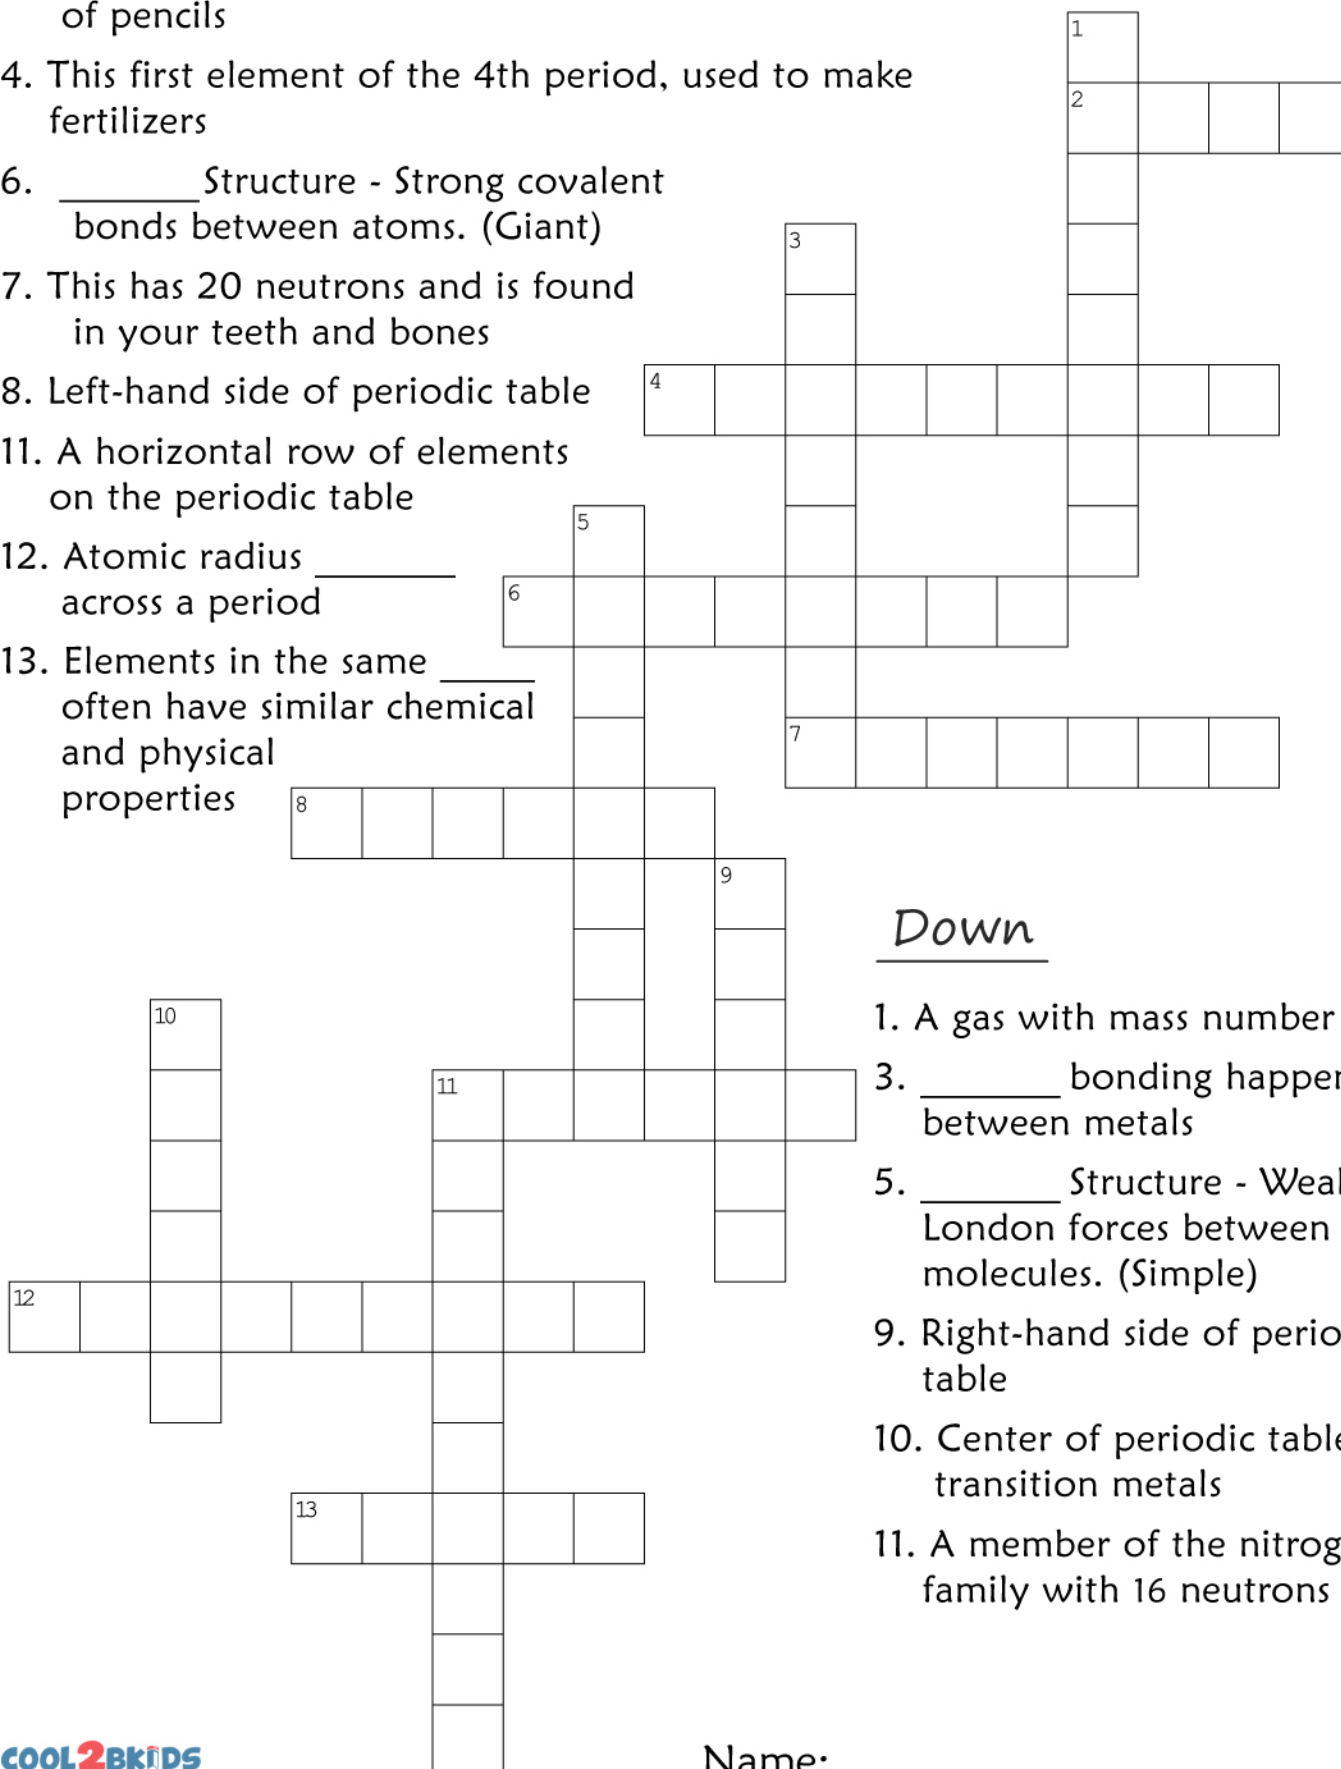 of pencils
4. This first element of the 4th period, used to make
fertilizers
6. _______ Structure - Strong covalent
bonds between atoms. (Giant)
7. This has 20 neutrons and is found
in your teeth and bones
8. Left-hand side of periodic table
11. A horizontal row of elements
on the periodic table
12. Atomic radius _______
across a period
13. Elements in the same _____
often have similar chemical
and physical
properties
1
2
3
4
5
6
7
8
9
10
11
12
13
Down
1. A gas with mass number
3. _______ bonding happen
between metals
5. _______ Structure - Weak
London forces between
molecules. (Simple)
9. Right-hand side of perio
table
10. Center of periodic table
transition metals
11. A member of the nitrog
family with 16 neutrons
COOL2BKIDS
Name: